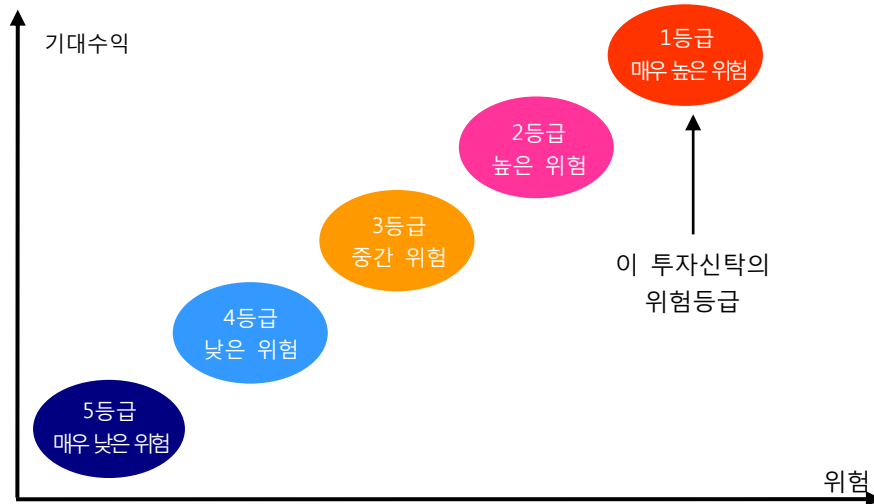 기대수익
1등급
매우 높은 위험
2등급
높은 위험
3등급
중간 위험
이 투자신탁의
위험등급
4등급
낮은 위험
5등급
매우 낮은 위험
위험